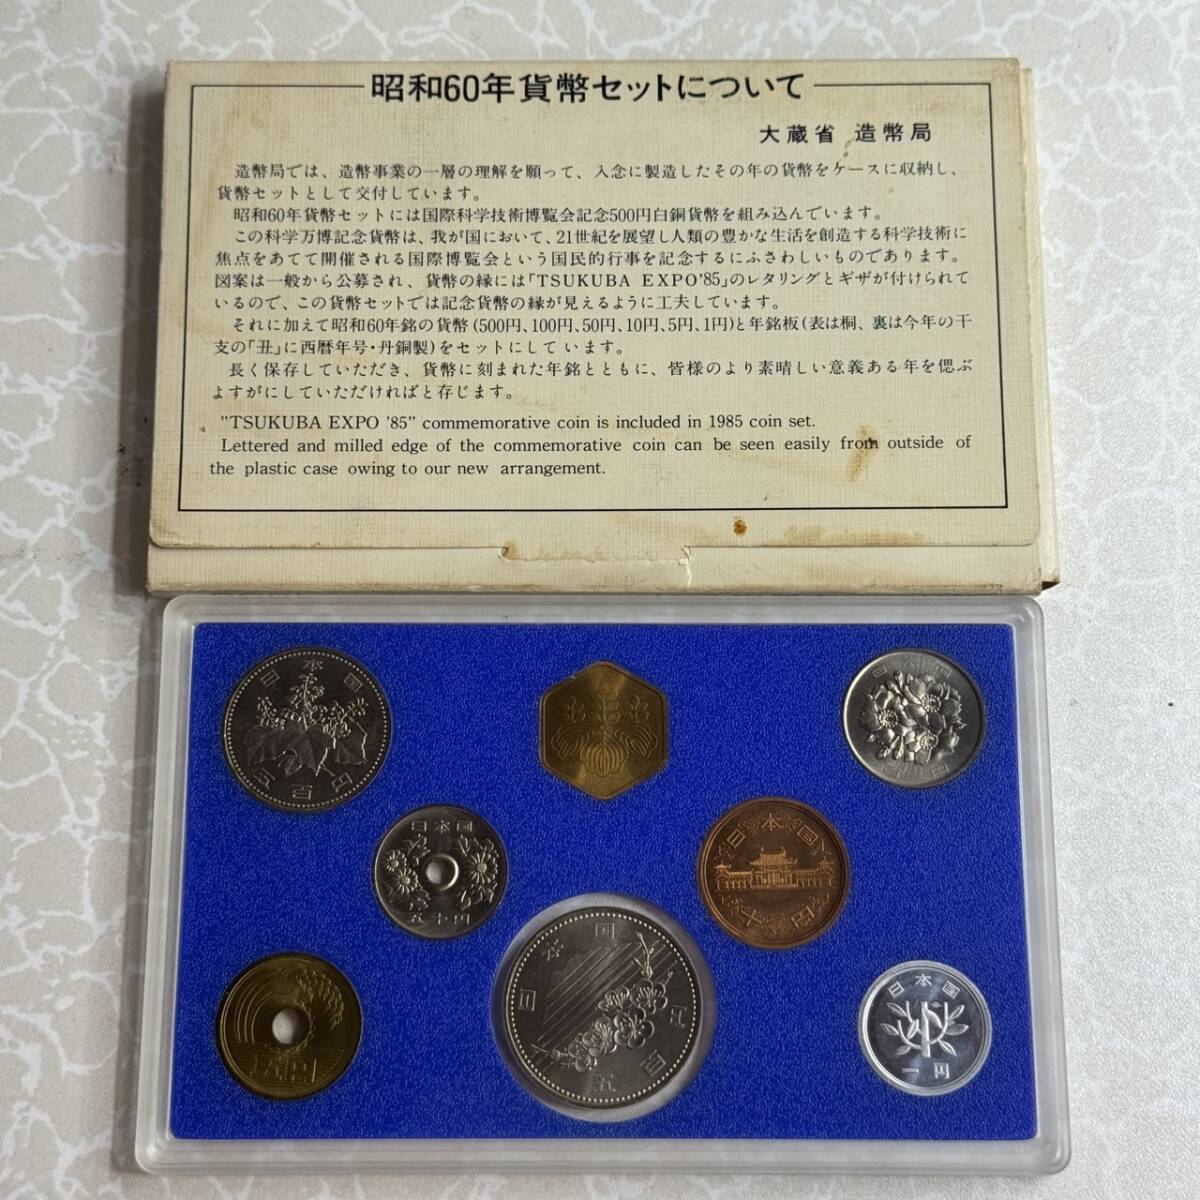 昭和60年貨幣セットについて
大蔵省 造幣局
造幣局では、造幣事業の一層の理解を願って、入念に製造したその年の貨幣をケースに収納し、
貨幣セットとして交付しています。
昭和60年貨幣セットには国際科学技術博覧会記念500円白銅貨幣を組み込んでいます。
この科学万博記念貨幣は、我が国において、21世紀を展望し人類の豊かな生活を創造する科学技術に
焦点をあてて開催される国際博覧会という国民的行事を記念するにふさわしいものであります。
図案は一般から公募され、貨幣の縁には「TSUKUBA EXPO'85」のレタリングとギザが付けられて
いるので、この貨幣セットでは記念貨幣の縁が見えるように工夫しています。
それに加えて昭和60年銘の貨幣(500円、100円、50円、10円、5円、1円)と年銘板(表は桐、裏は今年の干
支の「丑」に西暦年号・丹銅製)をセットにしています。
長く保存していただき、貨幣に刻まれた年銘とともに、皆様のより素晴しい意義ある年を偲ぶ
よすがにしていただければと存じます。
"TSUKUBA EXPO '85" commemorative coin is included in 1985 coin set.
Lettered and milled edge of the commemorative coin can be seen easily from outside of
the plastic case owing to our new arrangement.
日本国
五百円
日本国
百円
日本国
五十円
日本国
十円
五円
日本国
五百円
日本国
一円